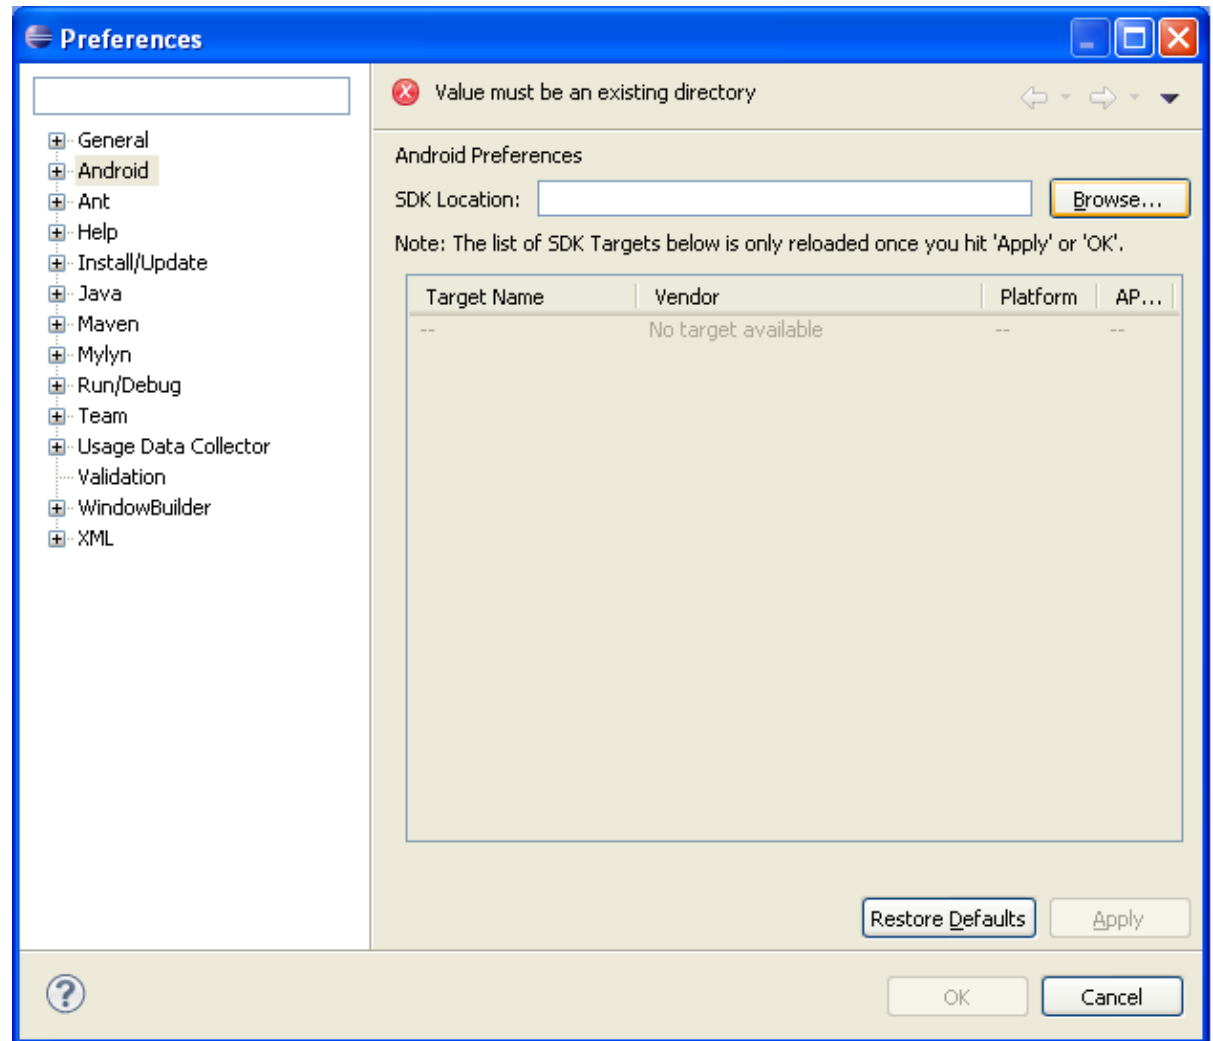 Preferences
Value must be an existing directory
General
Android
Ant
Help
Install/Update
Java
Maven
Mylyn
Run/Debug
Team
Usage Data Collector
Validation
WindowBuilder
XML
Android Preferences
SDK Location:
Browse...
Note: The list of SDK Targets below is only reloaded once you hit 'Apply' or 'OK'.
Target Name Vendor Platform AP...
-- No target available -- --
Restore Defaults Apply
? OK Cancel